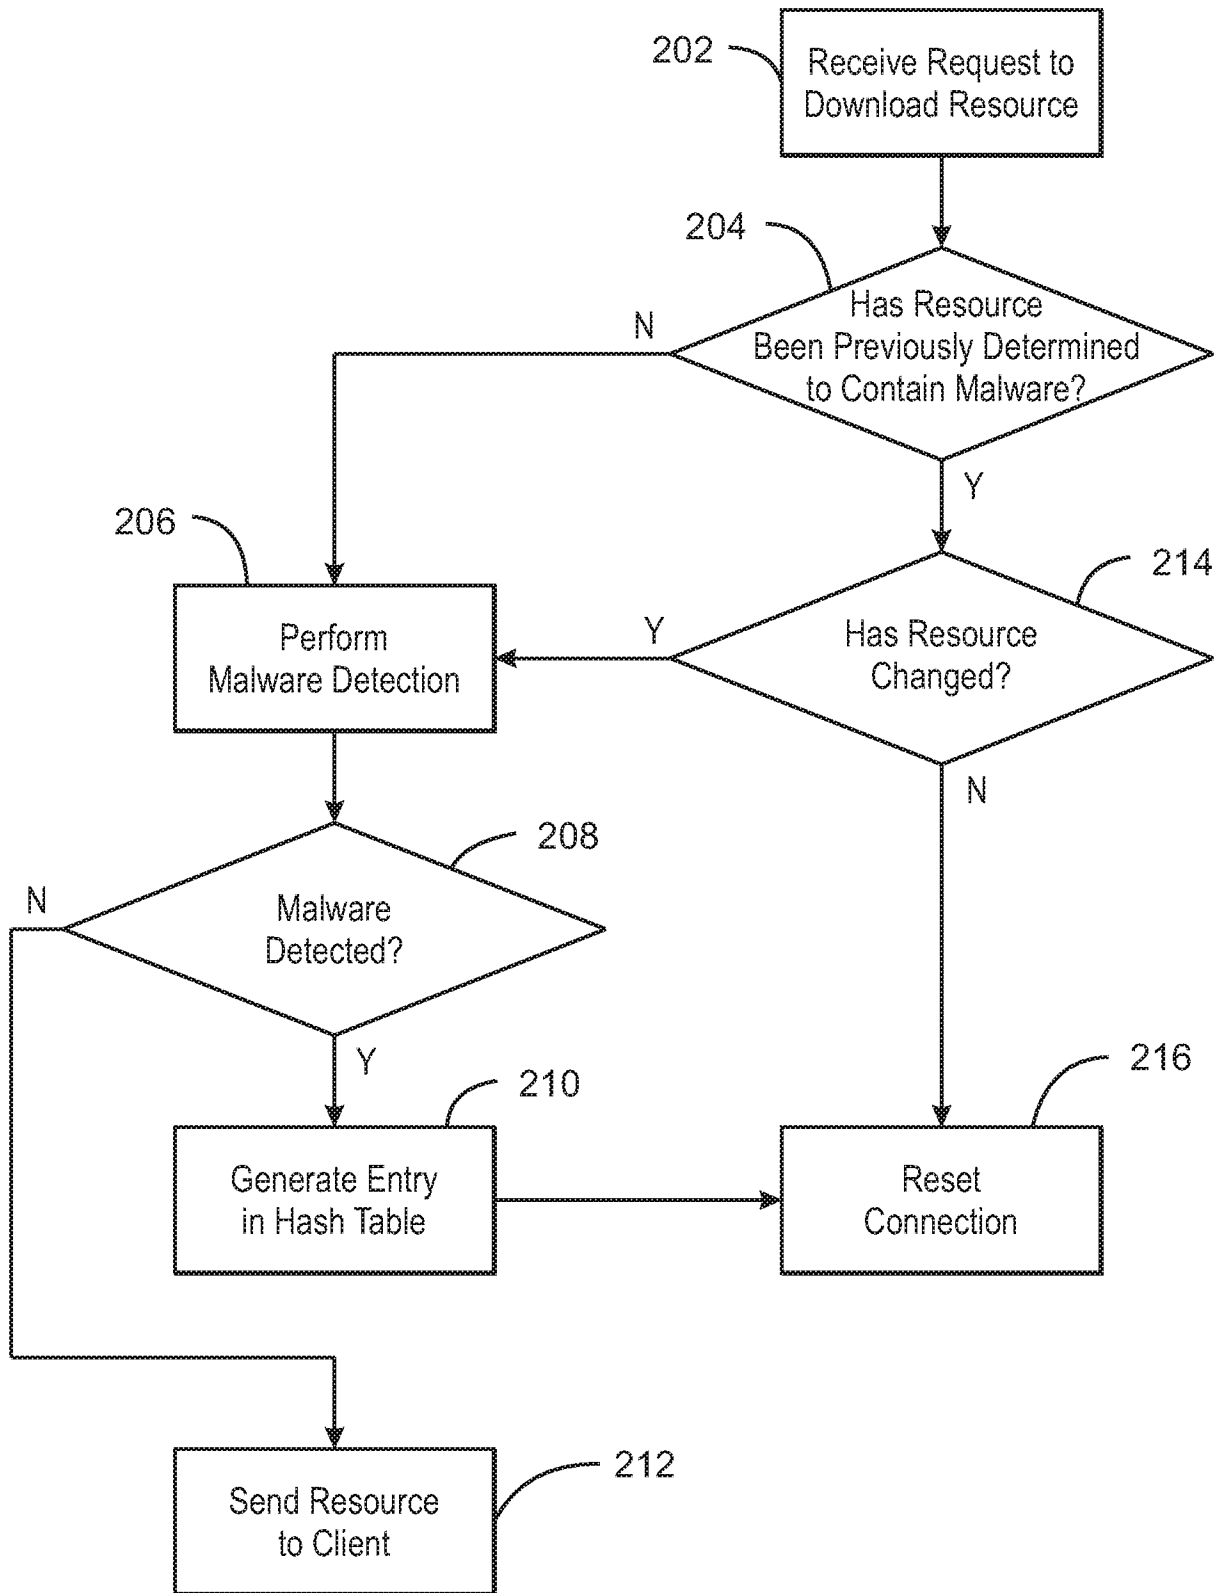 202
Receive Request to
Download Resource
204
Has Resource
Been Previously Determined
to Contain Malware?
N
Y
206
Perform
Malware Detection
Y
214
Has Resource
Changed?
N
208
Malware
Detected?
N
Y
210
Generate Entry
in Hash Table
216
Reset
Connection
212
Send Resource
to Client